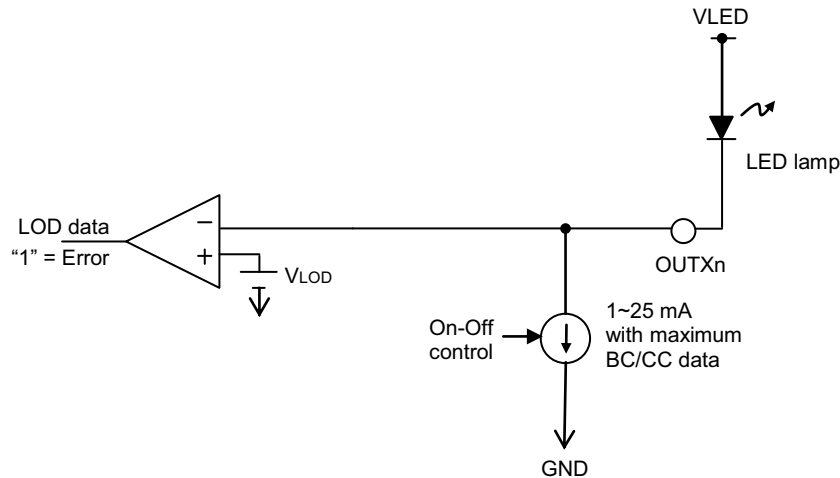 VLED
LED lamp
LOD data
“1” = Error
−
+
VLOD
OUTXn
On-Off
control
1~25 mA
with maximum
BC/CC data
GND